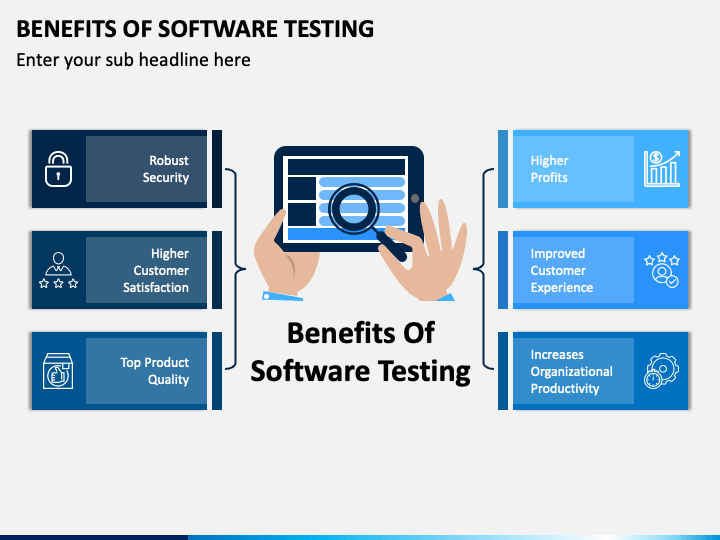 BENEFITS OF SOFTWARE TESTING
Enter your sub headline here
Robust
Security
Higher
Customer
Satisfaction
Top Product
Quality
Benefits Of
Software Testing
$
Higher
Profits
Improved
Customer
Experience
Increases
Organizational
Productivity